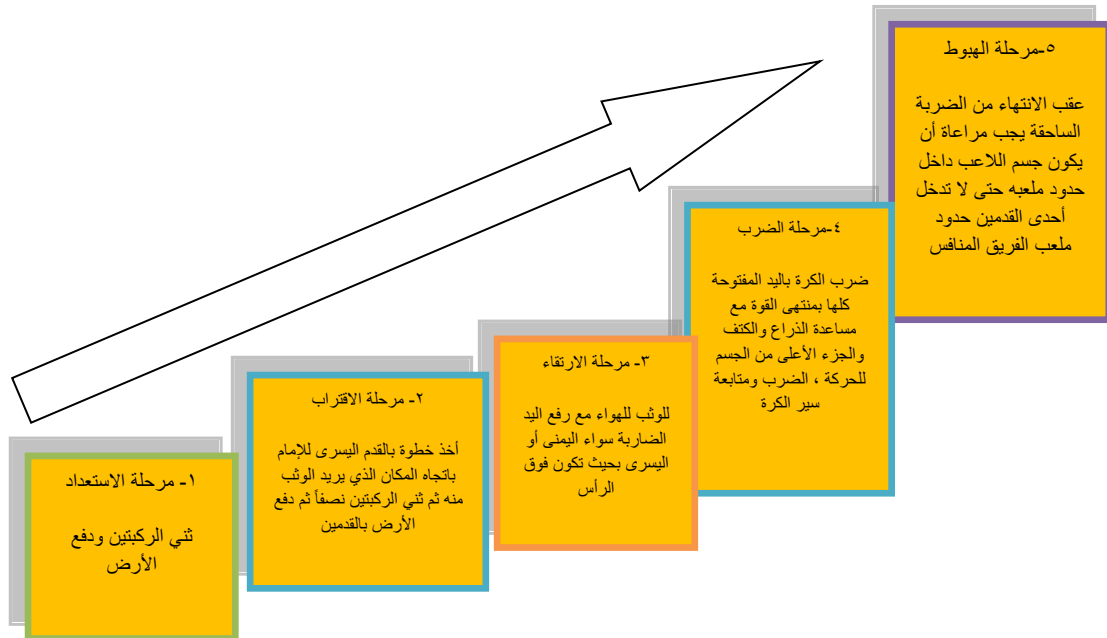 ١- مرحلة الاستعداد
ثني الركبتين ودفع
الأرض
٢- مرحلة الاقتراب
أخذ خطوة بالقدم اليسرى للإمام
باتجاه المكان الذي يريد الوثب
منه ثم ثني الركبتين نصفاً ثم دفع
الأرض بالقدمين
٣- مرحلة الارتقاء
للوثب للهواء مع رفع اليد
الضاربة سواء اليمنى أو
اليسرى بحيث تكون فوق
الرأس
٤-مرحلة الضرب
ضرب الكرة باليد المفتوحة
كلها بمنتهى القوة مع
مساعدة الذراع والكتف
والجزء الأعلى من الجسم
للحركة ، الضرب ومتابعة
سير الكرة
٥-مرحلة الهبوط
عقب الانتهاء من الضربة
الساحقة يجب مراعاة أن
يكون جسم اللاعب داخل
حدود ملعبه حتى لا تدخل
أحدى القدمين حدود
ملعب الفريق المنافس